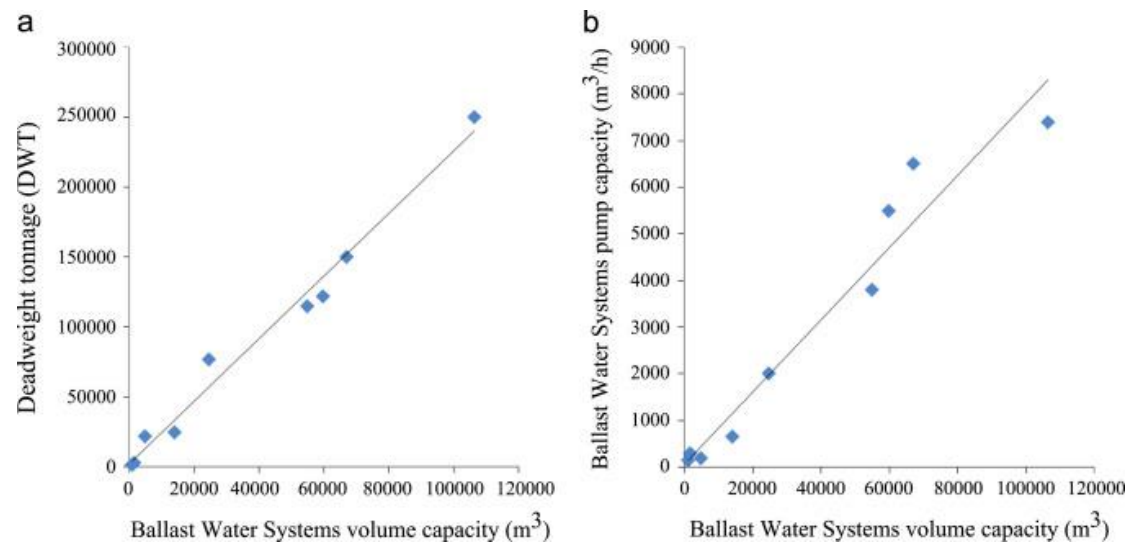 a
Deadweight tonnage (DWT)
300000
250000
200000
150000
100000
50000
0
0 20000 40000 60000 80000 100000 120000
Ballast Water Systems volume capacity (m³)
b
Ballast Water Systems pump capacity (m³/h)
9000
8000
7000
6000
5000
4000
3000
2000
1000
0
0 20000 40000 60000 80000 100000 120000
Ballast Water Systems volume capacity (m³)